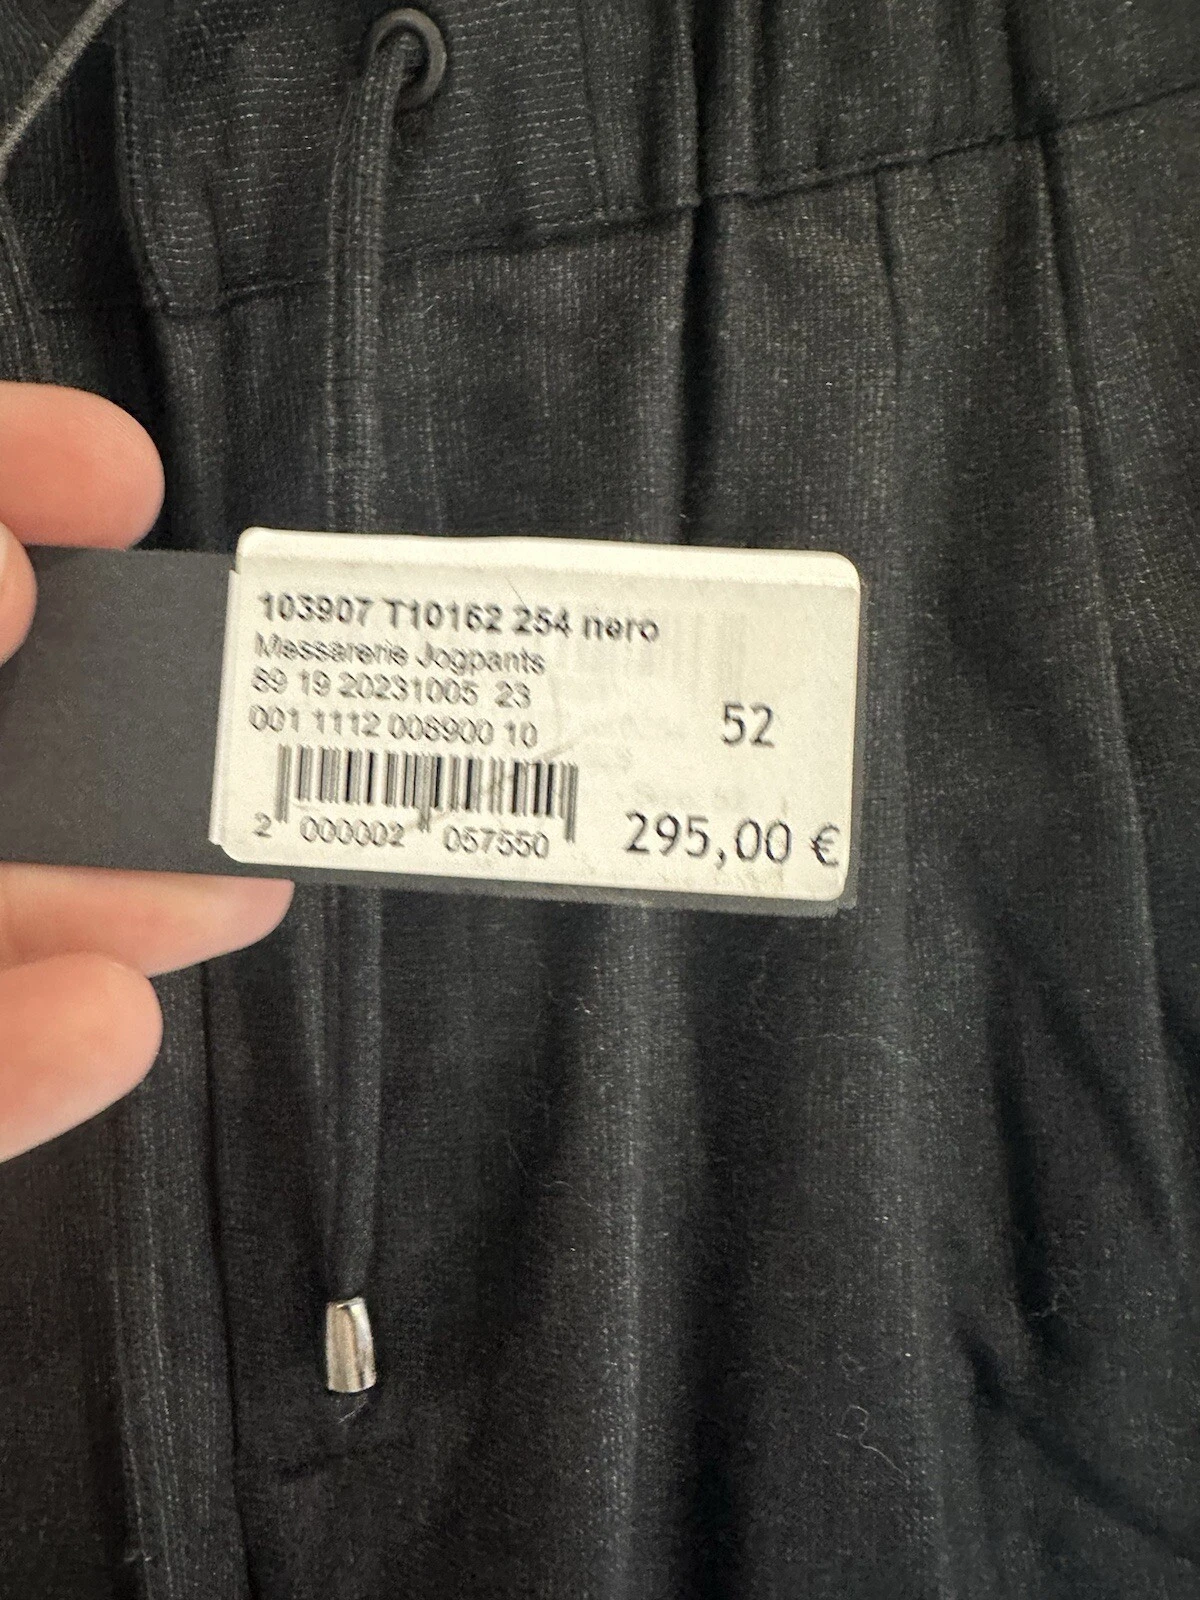 103907 T10162 254 nero
Messarerie Jogpants
89 19 20231005 23
001 1112 006900 10
52
2 000002 057550
295,00 €